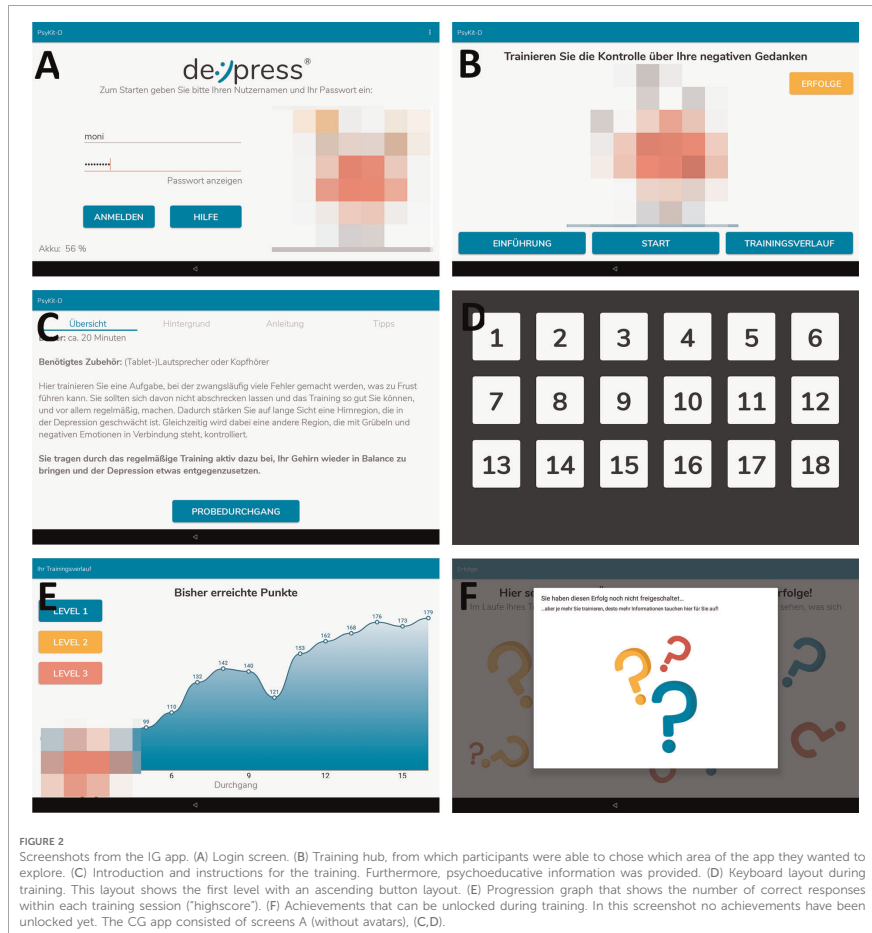 PsyKit-D
A
de:)press®
Zum Starten geben Sie bitte Ihren Nutzernamen und Ihr Passwort ein:
moni
•••••••••
Passwort anzeigen
ANMELDEN
HILFE
Akku: 56 %
PsyKit-D
B
Trainieren Sie die Kontrolle über Ihre negativen Gedanken
ERFOLGE
EINFÜHRUNG
START
TRAININGSVERLAUF
PsyKit-D
C
Übersicht
Hintergrund
Anleitung
Tipps
ca. 20 Minuten
Benötigtes Zubehör: (Tablet-)Lautsprecher oder Kopfhörer
Hier trainieren Sie eine Aufgabe, bei der zwangsläufig viele Fehler gemacht werden, was zu Frust
führen kann. Sie sollten sich davon nicht abschrecken lassen und das Training so gut Sie können,
und vor allem regelmäßig, machen. Dadurch stärken Sie auf lange Sicht eine Hirnregion, die in
der Depression geschwächt ist. Gleichzeitig wird dabei eine andere Region, die mit Grübeln und
negativen Emotionen in Verbindung steht, kontrolliert.
Sie tragen durch das regelmäßige Training aktiv dazu bei, Ihr Gehirn wieder in Balance zu
bringen und der Depression etwas entgegenzusetzen.
PROBEDURCHGANG
D
1 2 3 4 5 6
7 8 9 10 11 12
13 14 15 16 17 18
Ihr Trainingsverlauf
E
Bisher erreichte Punkte
LEVEL 1
LEVEL 2
LEVEL 3
99 110 132 142 140 121 153 162 168 176 173 179
6 9 12 15
Durchgang
Erfolge
F
Hier
rfolge!
Im Laufe Ihres
sehen, was sich
Sie haben diesen Erfolg noch nicht freigeschaltet...
...aber je mehr Sie trainieren, desto mehr Informationen tauchen hier für Sie auf!
? ? ?
FIGURE 2
Screenshots from the IG app. (A) Login screen. (B) Training hub, from which participants were able to chose which area of the app they wanted to
explore. (C) Introduction and instructions for the training. Furthermore, psychoeducative information was provided. (D) Keyboard layout during
training. This layout shows the first level with an ascending button layout. (E) Progression graph that shows the number of correct responses
within each training session ("highscore"). (F) Achievements that can be unlocked during training. In this screenshot no achievements have been
unlocked yet. The CG app consisted of screens A (without avatars), (C,D).